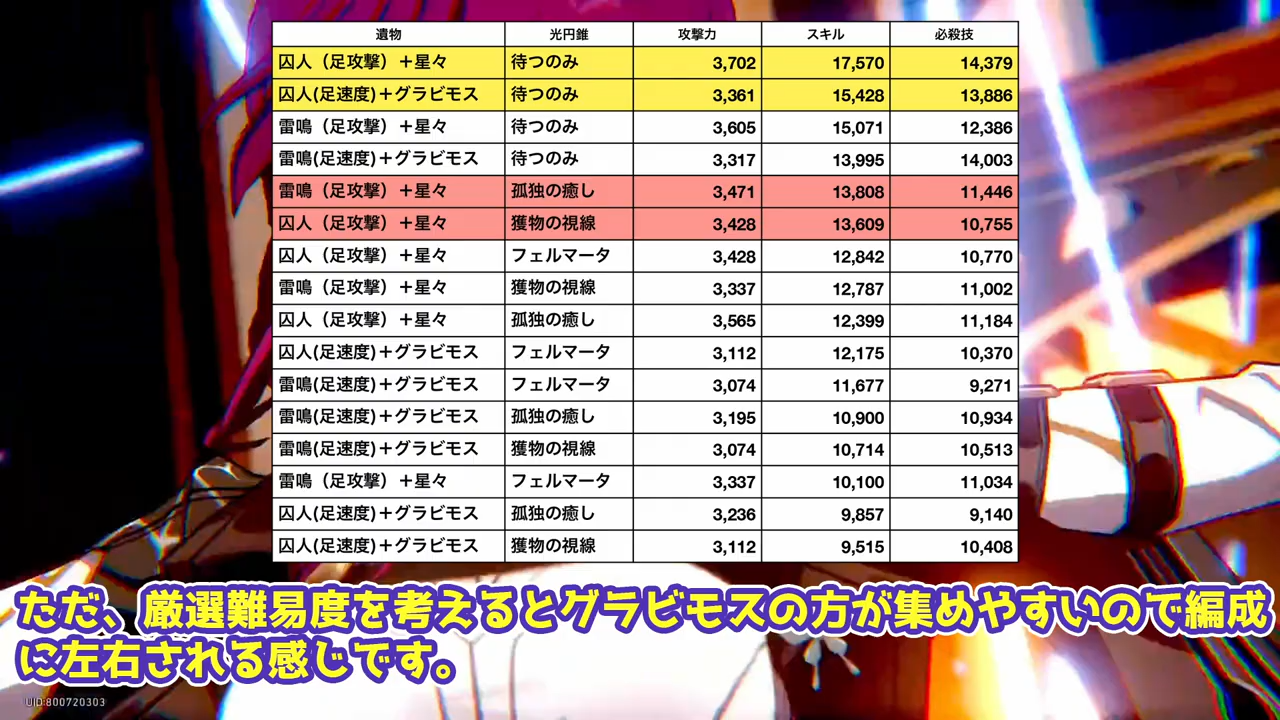 遺物 光円錐 攻撃力 スキル 必殺技
囚人（足攻撃）＋星々 待つのみ 3,702 17,570 14,379
囚人(足速度)＋グラビモス 待つのみ 3,361 15,428 13,886
雷鳴（足攻撃）＋星々 待つのみ 3,605 15,071 12,386
雷鳴(足速度)＋グラビモス 待つのみ 3,317 13,995 14,003
雷鳴（足攻撃）＋星々 孤独の癒し 3,471 13,808 11,446
囚人（足攻撃）＋星々 獲物の視線 3,428 13,609 10,755
囚人（足攻撃）＋星々 フェルマータ 3,428 12,842 10,770
雷鳴（足攻撃）＋星々 獲物の視線 3,337 12,787 11,002
囚人（足攻撃）＋星々 孤独の癒し 3,565 12,399 11,184
囚人(足速度)＋グラビモス フェルマータ 3,112 12,175 10,370
雷鳴(足速度)＋グラビモス フェルマータ 3,074 11,677 9,271
雷鳴(足速度)＋グラビモス 孤独の癒し 3,195 10,900 10,934
雷鳴(足速度)＋グラビモス 獲物の視線 3,074 10,714 10,513
雷鳴（足攻撃）＋星々 フェルマータ 3,337 10,100 11,034
囚人(足速度)＋グラビモス 孤独の癒し 3,236 9,857 9,140
囚人(足速度)＋グラビモス 獲物の視線 3,112 9,515 10,408
ただ、厳選難易度を考えるとグラビモスの方が集めやすいので編成
に左右される感じです。
UID:800720303